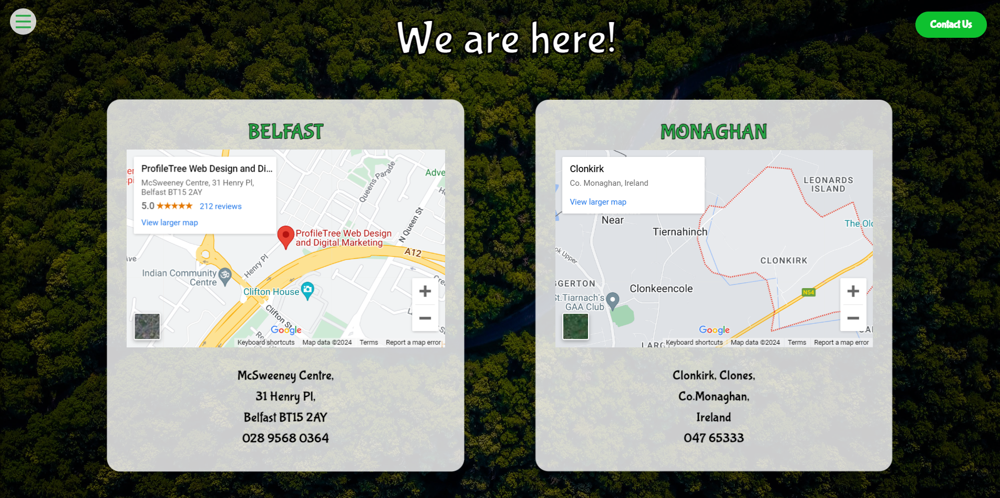 We are here!
Contact Us
BELFAST
ProfileTree Web Design and Di...
McSweeney Centre, 31 Henry Pl,
Belfast BT15 2AY
5.0 ★★★★★ 212 reviews
View larger map
Queens Parade
Adve
N Queen St
ProfileTree Web Design
and Digital Marketing
A12
Henry Pl
Indian Community
Centre
Clifton House
Clifton St
Google
Keyboard shortcuts Map data ©2024 Terms Report a map error
McSweeney Centre,
31 Henry Pl,
Belfast BT15 2AY
028 9568 0364
MONAGHAN
Clonkirk
Co. Monaghan, Ireland
View larger map
LEONARDS
ISLAND
Near
Tiernahinch
The Old
ok Upper
CLONKIRK
GGERTON
Clonkeencole
N54
St.Tiarnach's
GAA Club
Google
Keyboard shortcuts Map data ©2024 Terms Report a map error
Clonkirk, Clones,
Co.Monaghan,
Ireland
047 65333